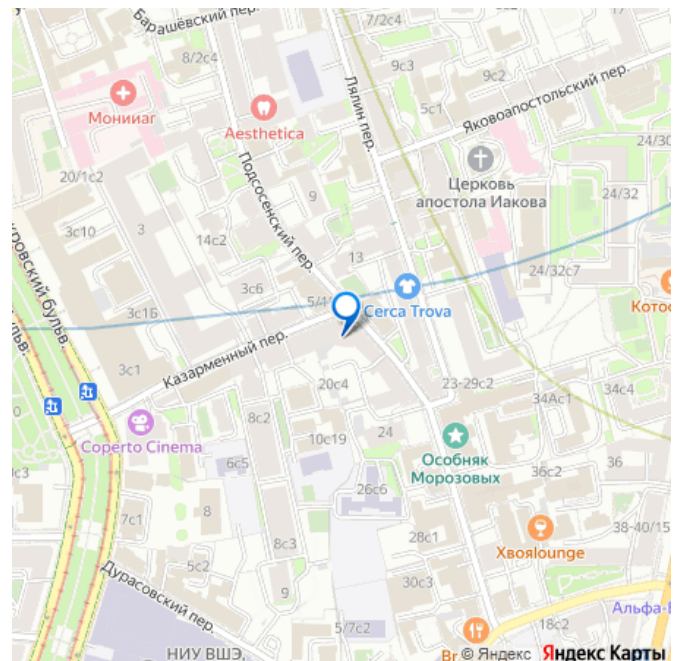 Барашёвский пер.
7/2с4
8/2с4
9с3
9с2
Лялин пер.
Яковоапостольский пер.
5с1
Мониаг
Aesthetica
24/30
20/1с2
Церковь
апостола Иакова
24/32
Подсосенский пер.
9
3с10
3
14с2
13
24/32с7
3с6
5/1
Cerca Trova
3с1Б
Казарменный пер.
3с1
20с4
23-29с2
34Ас1
34с4
8с2
Coperto Cinema
10с19
24
Особняк
Морозовых
36с2
36
6с5
26с6
8
7с1
28с1
38-40/15
Хвояlounge
5с2
8с3
Дурасовский пер.
30с3
9
5/7с2
18с2
Альфа-Б
НИУ ВШЭ,
Br
© Яндекс Яндекс Карты